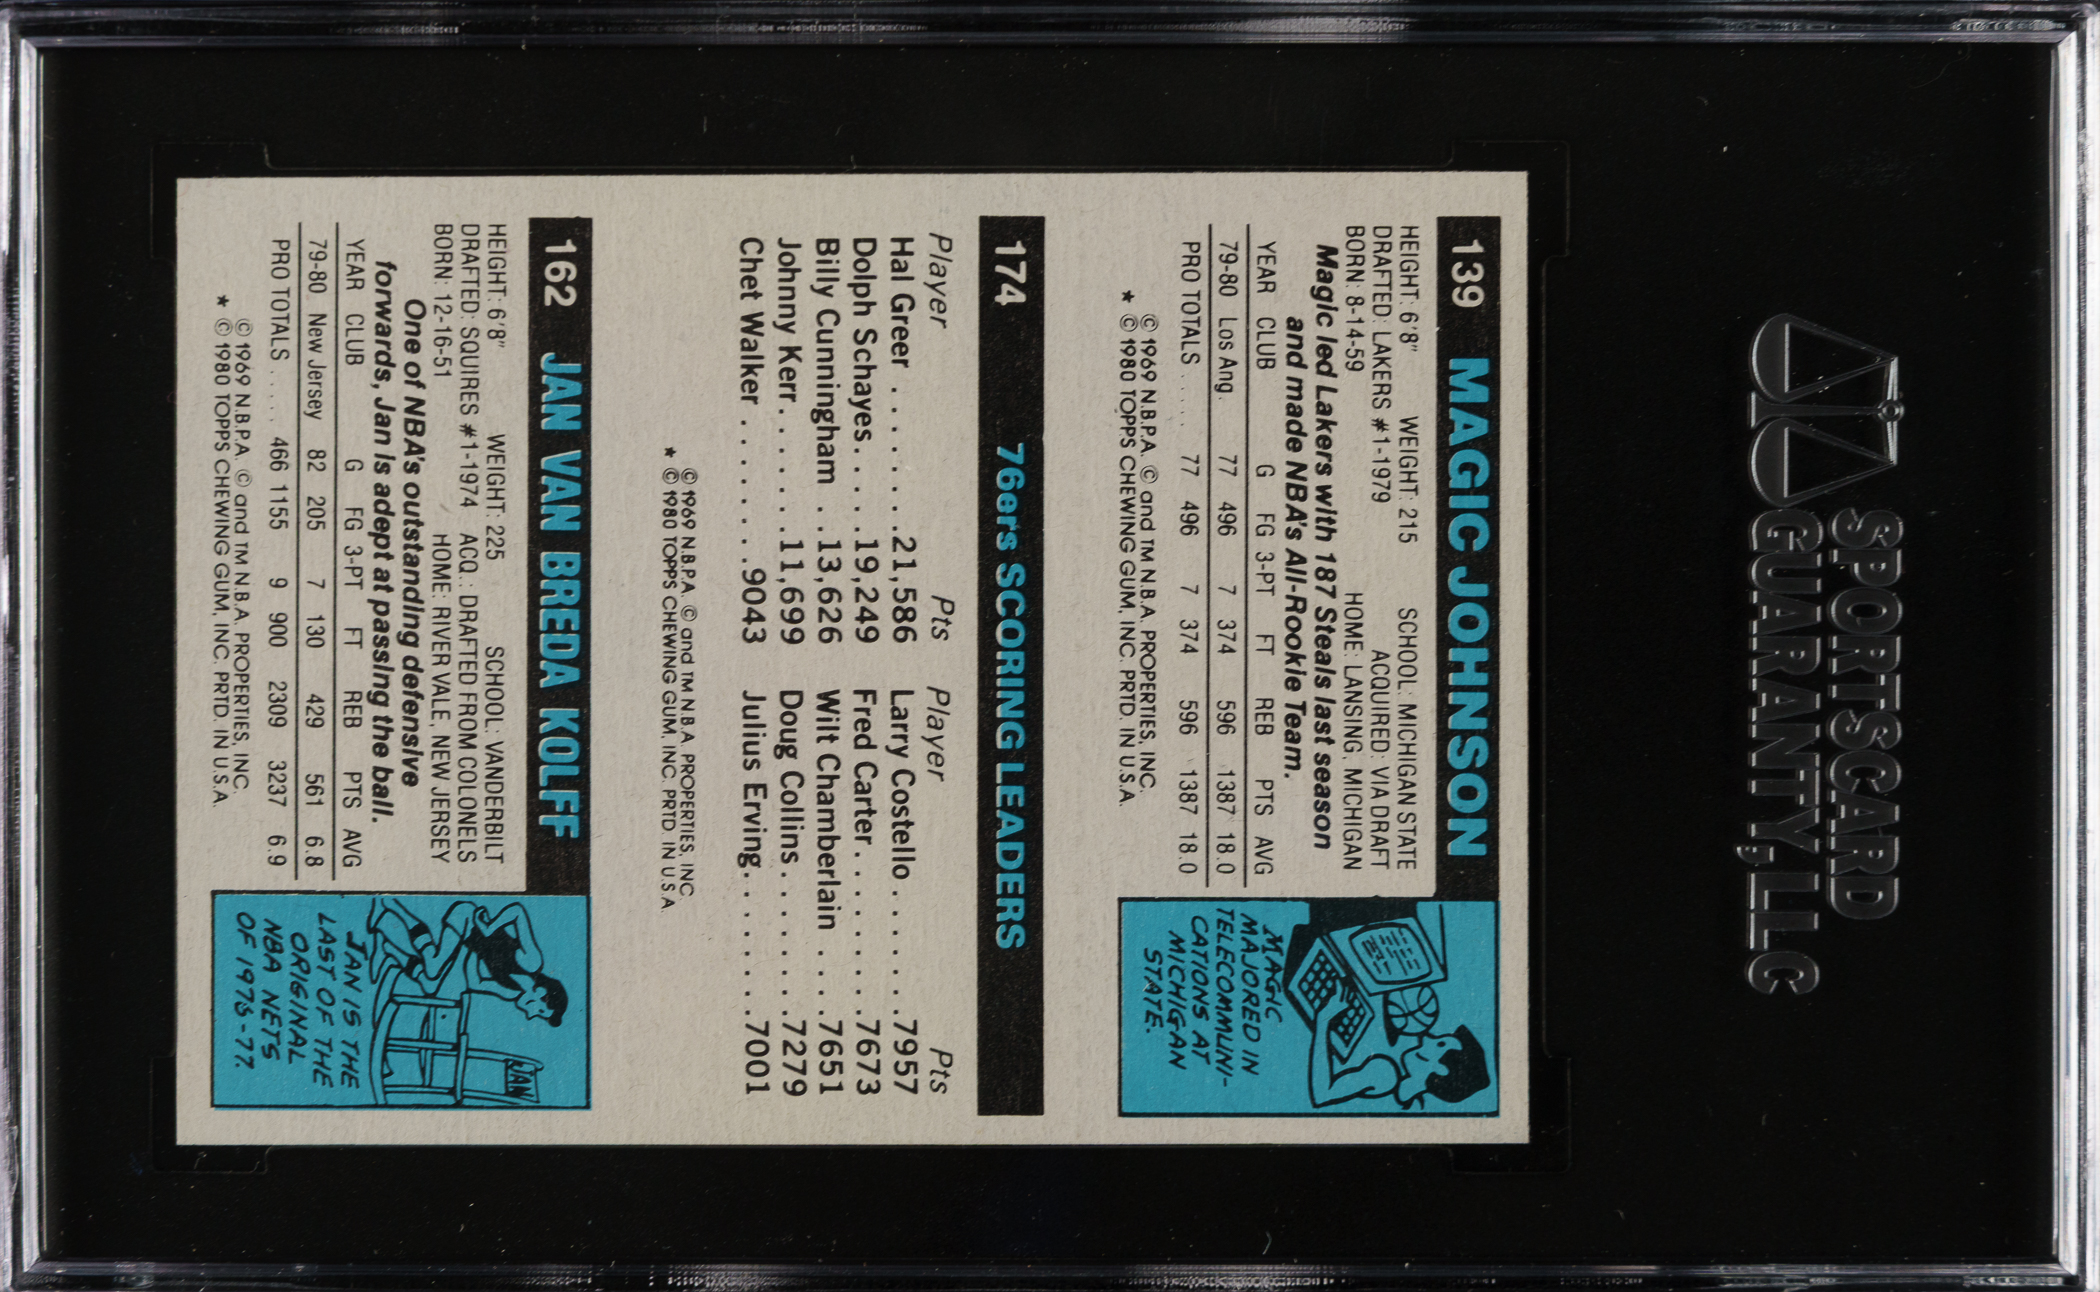 SPORTSCARD
GUARANTY, LLC
139 MAGIC JOHNSON
HEIGHT: 6'8" WEIGHT: 215 SCHOOL: MICHIGAN STATE
DRAFTED: LAKERS #1-1979 ACQUIRED: VIA DRAFT
BORN: 8-14-59 HOME: LANSING, MICHIGAN
Magic led Lakers with 187 Steals last season
and made NBA's All-Rookie Team.
YEAR CLUB G FG 3-PT FT REB PTS AVG
79-80 Los Ang. 77 496 7 374 596 1387 18.0
PRO TOTALS ..... 77 496 7 374 596 1387 18.0
© 1969 N.B.P.A. © and TM N.B.A. PROPERTIES, INC.
★ © 1980 TOPPS CHEWING GUM, INC. PRTD. IN U.S.A.
MAGIC
MAJORED IN
TELECOMMUNI-
CATIONS AT
MICHIGAN
STATE.
174 76ers SCORING LEADERS
Player Pts Player Pts
Hal Greer . . . . . . . .21,586 Larry Costello . . . . . . .7957
Dolph Schayes. . . .19,249 Fred Carter. . . . . . . . .7673
Billy Cunningham . .13,626 Wilt Chamberlain . . . .7651
Johnny Kerr. . . . . . .11,699 Doug Collins. . . . . . . .7279
Chet Walker . . . . . . . .9043 Julius Erving. . . . . . . .7001
© 1969 N.B.P.A. © and TM N.B.A. PROPERTIES, INC.
★ © 1980 TOPPS CHEWING GUM, INC. PRTD. IN U.S.A.
162 JAN VAN BREDA KOLFF
HEIGHT: 6'8" WEIGHT: 225 SCHOOL: VANDERBILT
DRAFTED: SQUIRES #1-1974 ACQ.: DRAFTED FROM COLONELS
BORN: 12-16-51 HOME: RIVER VALE, NEW JERSEY
One of NBA's outstanding defensive
forwards, Jan is adept at passing the ball.
YEAR CLUB G FG 3-PT FT REB PTS AVG
79-80 New Jersey 82 205 7 130 429 561 6.8
PRO TOTALS ..... 466 1155 9 900 2309 3237 6.9
© 1969 N.B.P.A. © and TM N.B.A. PROPERTIES, INC.
★ © 1980 TOPPS CHEWING GUM, INC. PRTD. IN U.S.A.
JAN
JAN IS THE
LAST OF THE
ORIGINAL
NBA NETS
OF 1976-77.